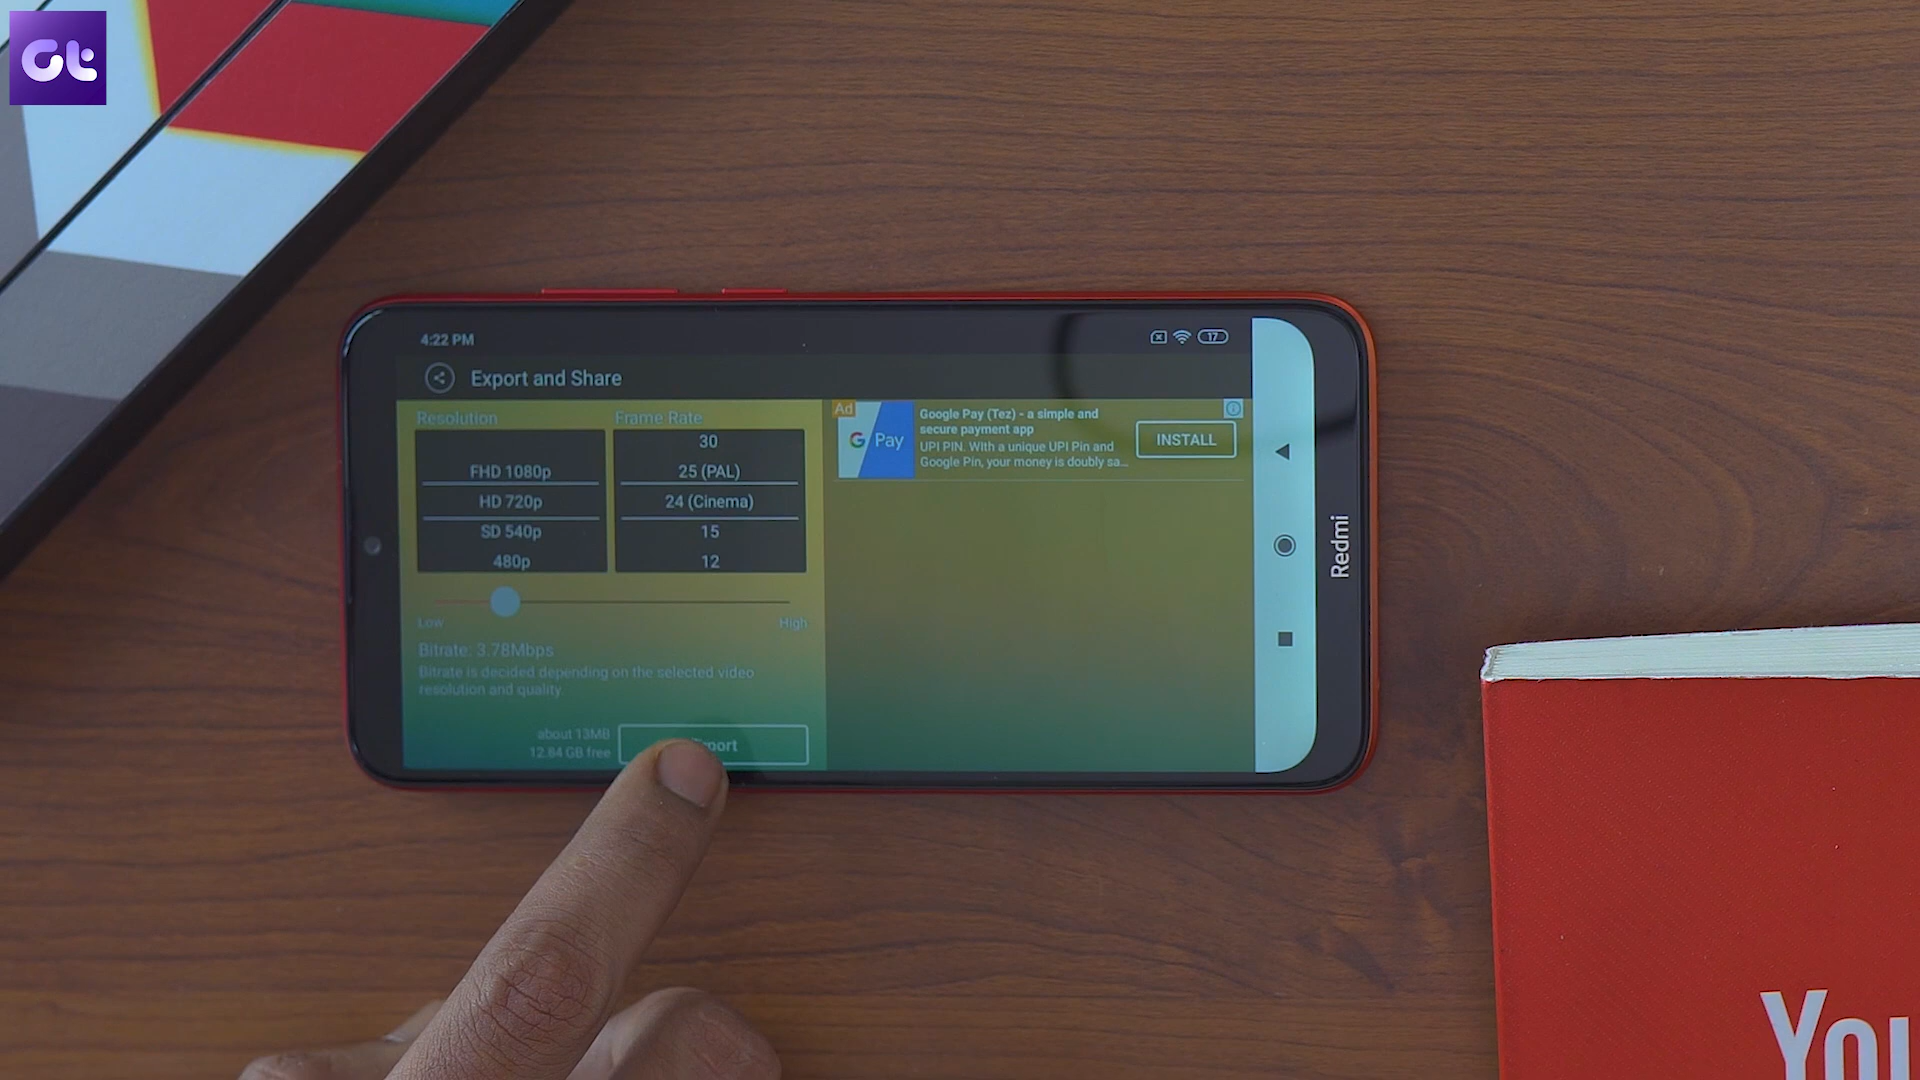 Gt
4:22 PM
17
Export and Share
Resolution
FHD 1080p
HD 720p
SD 540p
480p
Frame Rate
30
25 (PAL)
24 (Cinema)
15
12
Low
High
Bitrate: 3.78Mbps
Bitrate is decided depending on the selected video
resolution and quality.
about 13MB
12.84 GB free
Ad
G Pay
Google Pay (Tez) - a simple and
secure payment app
UPI PIN. With a unique UPI Pin and
Google Pin, your money is doubly sa...
INSTALL
Redmi
You